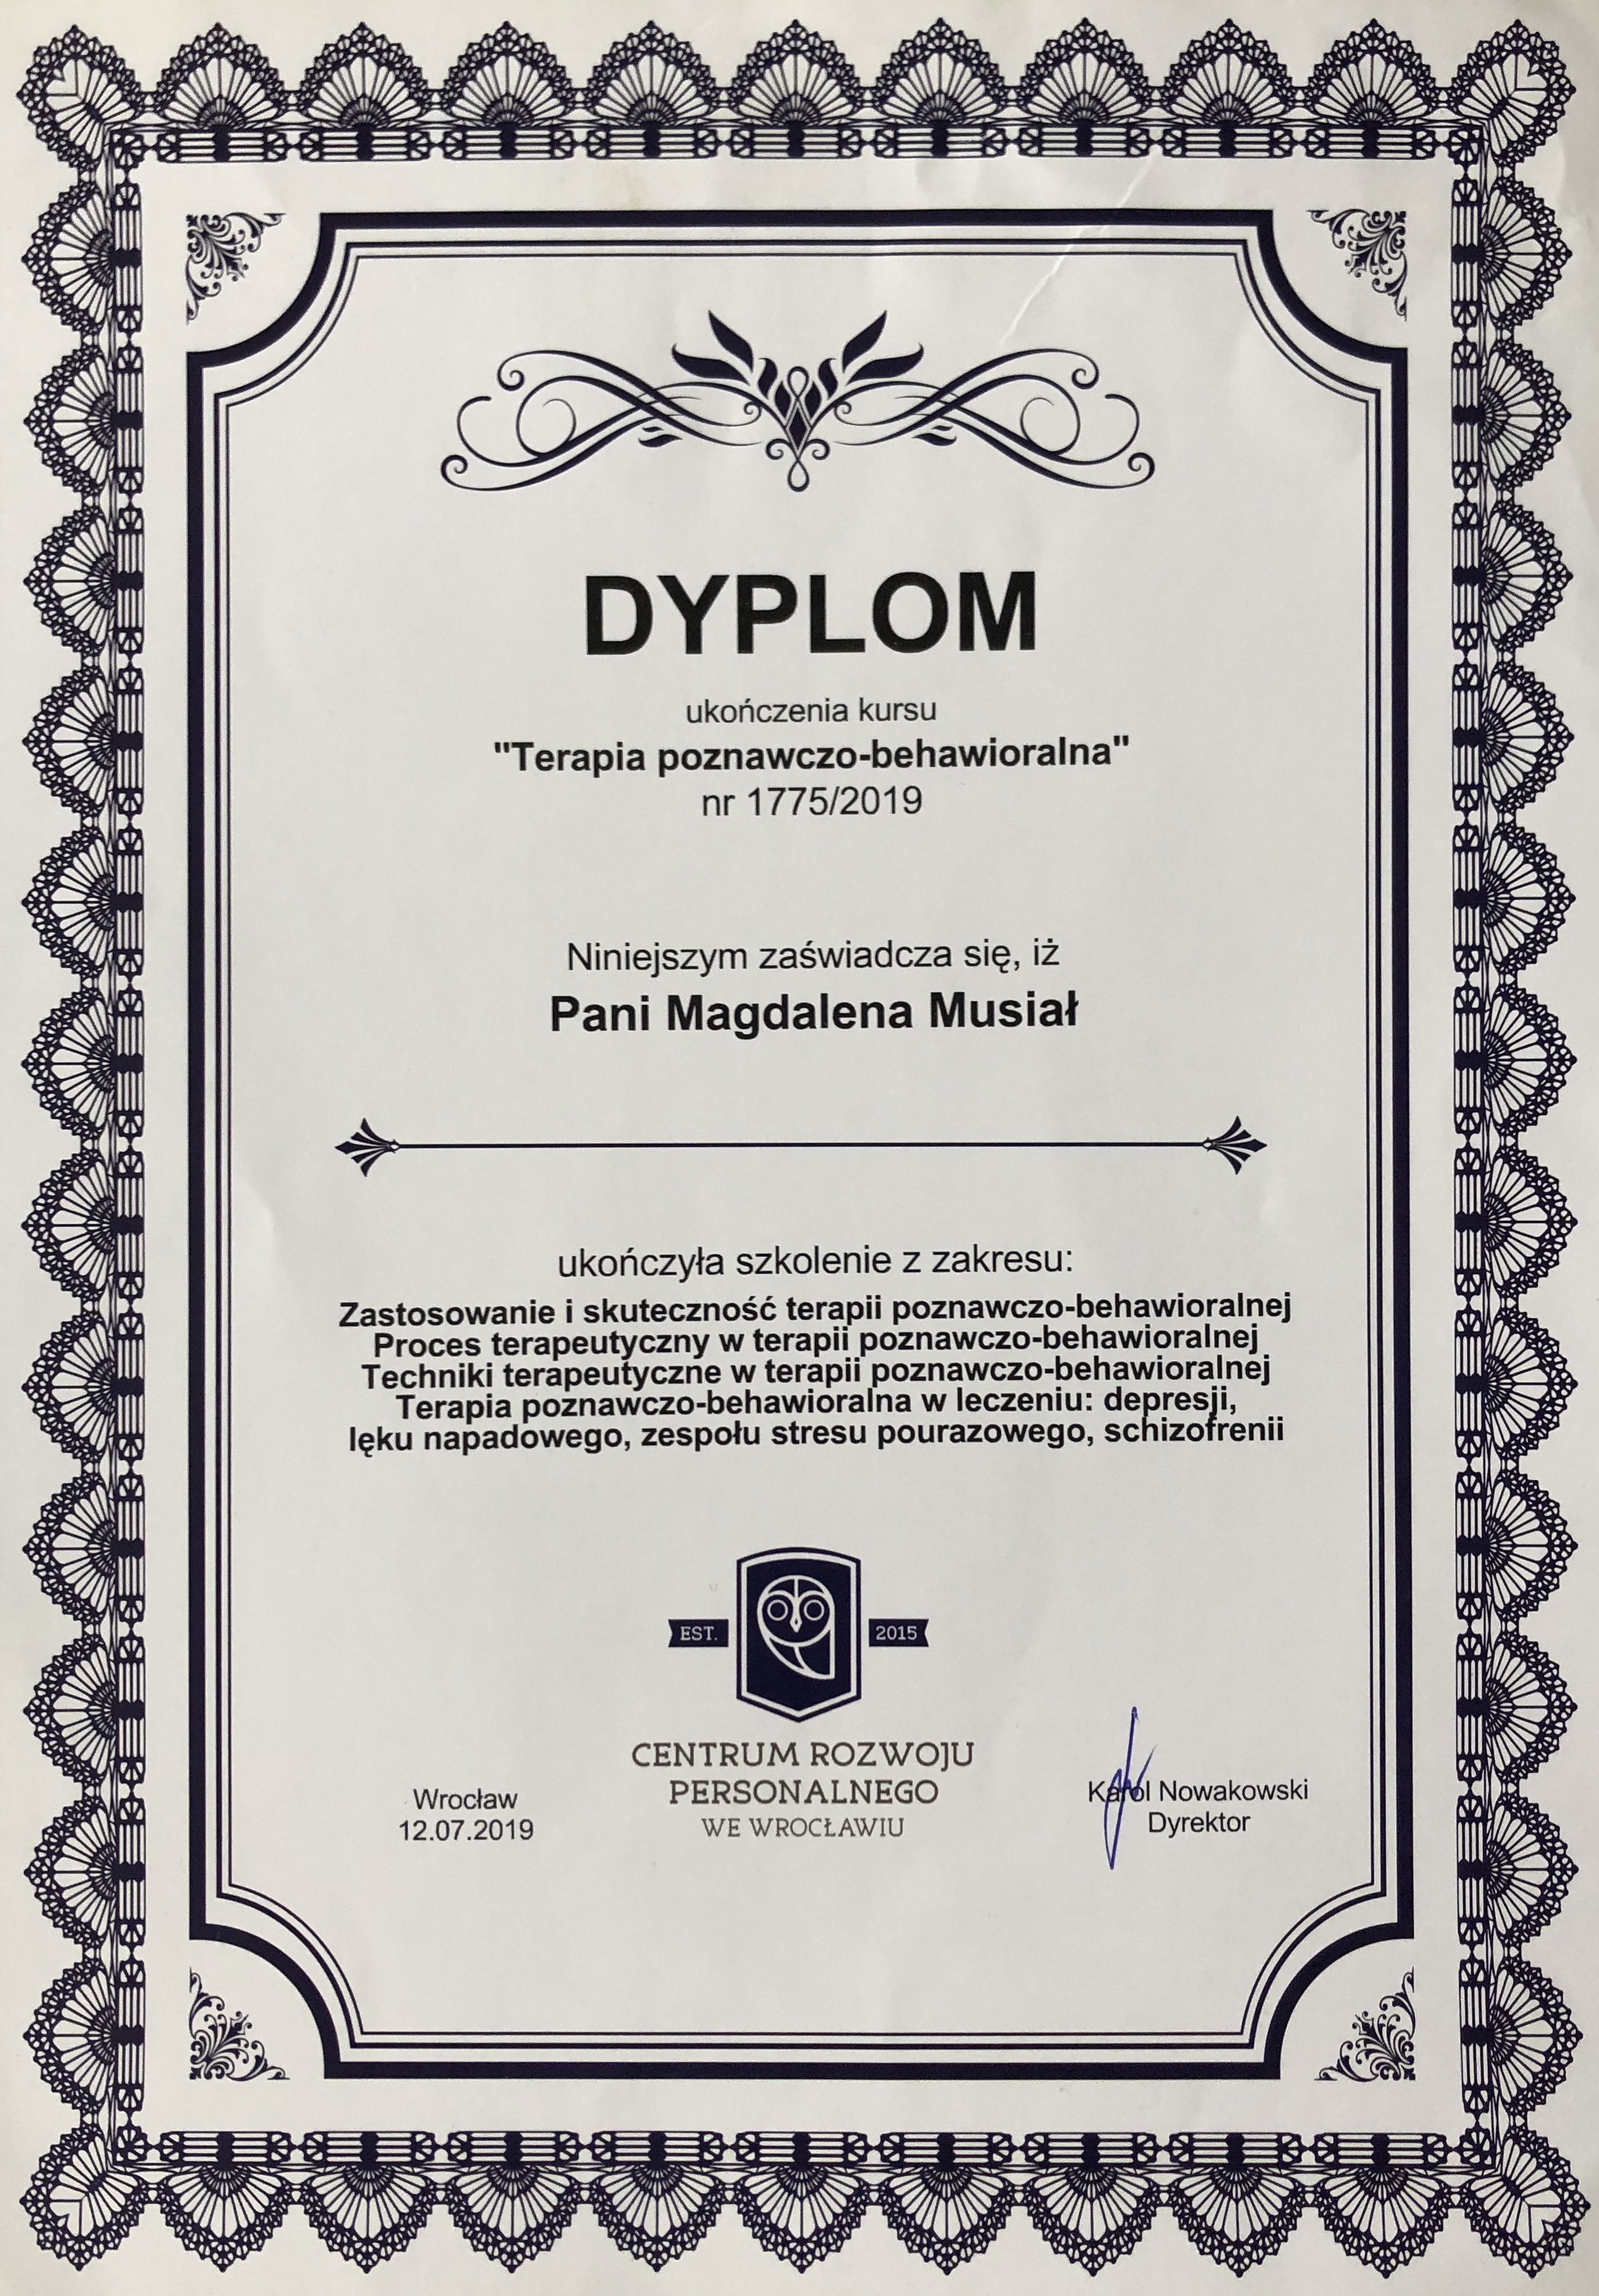 DYPLOM
ukończenia kursu
"Terapia poznawczo-behawioralna"
nr 1775/2019
Niniejszym zaświadcza się, iż
Pani Magdalena Musiał
ukończyła szkolenie z zakresu:
Zastosowanie i skuteczność terapii poznawczo-behawioralnej
Proces terapeutyczny w terapii poznawczo-behawioralnej
Techniki terapeutyczne w terapii poznawczo-behawioralnej
Terapia poznawczo-behawioralna w leczeniu: depresji,
lęku napadowego, zespołu stresu pourazowego, schizofrenii
EST. 2015
CENTRUM ROZWOJU
PERSONALNEGO
WE WROCŁAWIU
Wrocław
12.07.2019
Karol Nowakowski
Dyrektor